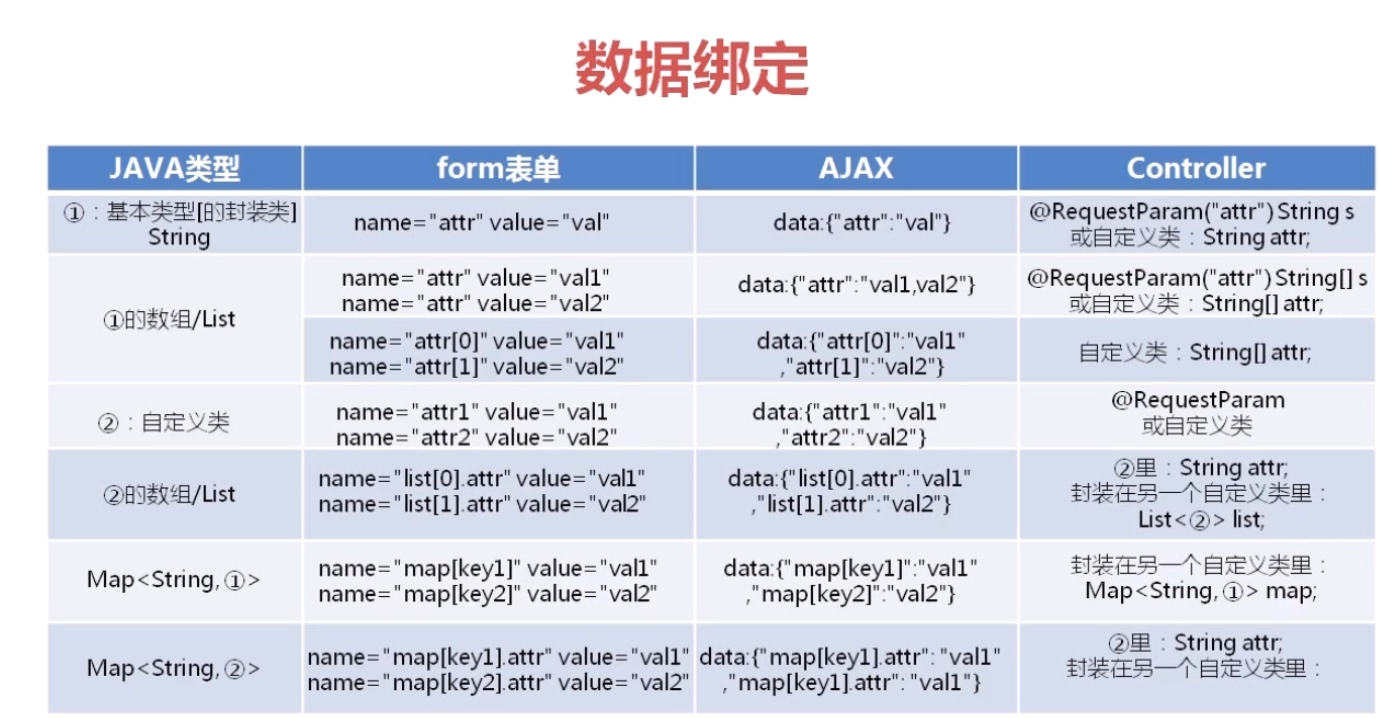 数据绑定
JAVA类型
form表单
AJAX
Controller
①：基本类型[的封装类]
String
name="attr" value="val"
data:{"attr":"val"}
@RequestParam("attr") String s
或自定义类：String attr;
①的数组/List
name="attr" value="val1"
name="attr" value="val2"
data:{"attr":"val1,val2"}
@RequestParam("attr") String[] s
或自定义类：String[] attr;
name="attr[0]" value="val1"
name="attr[1]" value="val2"
data:{"attr[0]":"val1"
,"attr[1]":"val2"}
自定义类：String[] attr;
②：自定义类
name="attr1" value="val1"
name="attr2" value="val2"
data:{"attr1":"val1"
,"attr2":"val2"}
@RequestParam
或自定义类
②的数组/List
name="list[0].attr" value="val1"
name="list[1].attr" value="val2"
data:{"list[0].attr":"val1"
,"list[1].attr":"val2"}
②里：String attr;
封装在另一个自定义类里：
List<②> list;
Map<String,①>
name="map[key1]" value="val1"
name="map[key2]" value="val2"
data:{"map[key1]":"val1"
,"map[key2]":"val2"}
封装在另一个自定义类里：
Map<String,①> map;
Map<String,②>
name="map[key1].attr" value="val1"
name="map[key2].attr" value="val2"
data:{"map[key1].attr": "val1"
,"map[key1].attr": "val1"}
②里：String attr;
封装在另一个自定义类里：